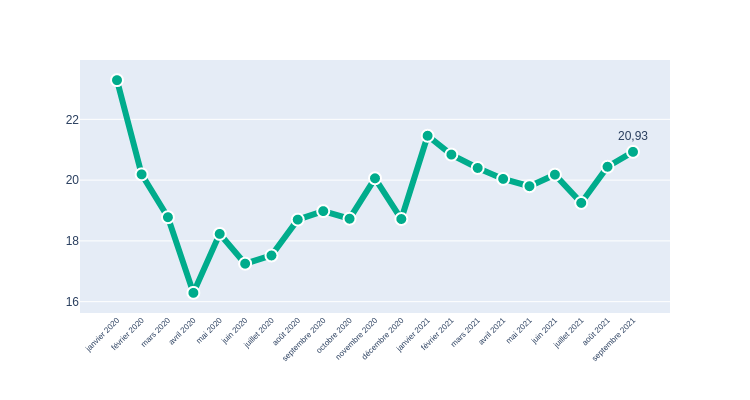 20,93
22
20
18
16
janvier 2020
février 2020
mars 2020
avril 2020
mai 2020
juin 2020
juillet 2020
août 2020
septembre 2020
octobre 2020
novembre 2020
décembre 2020
janvier 2021
février 2021
mars 2021
avril 2021
mai 2021
juin 2021
juillet 2021
août 2021
septembre 2021